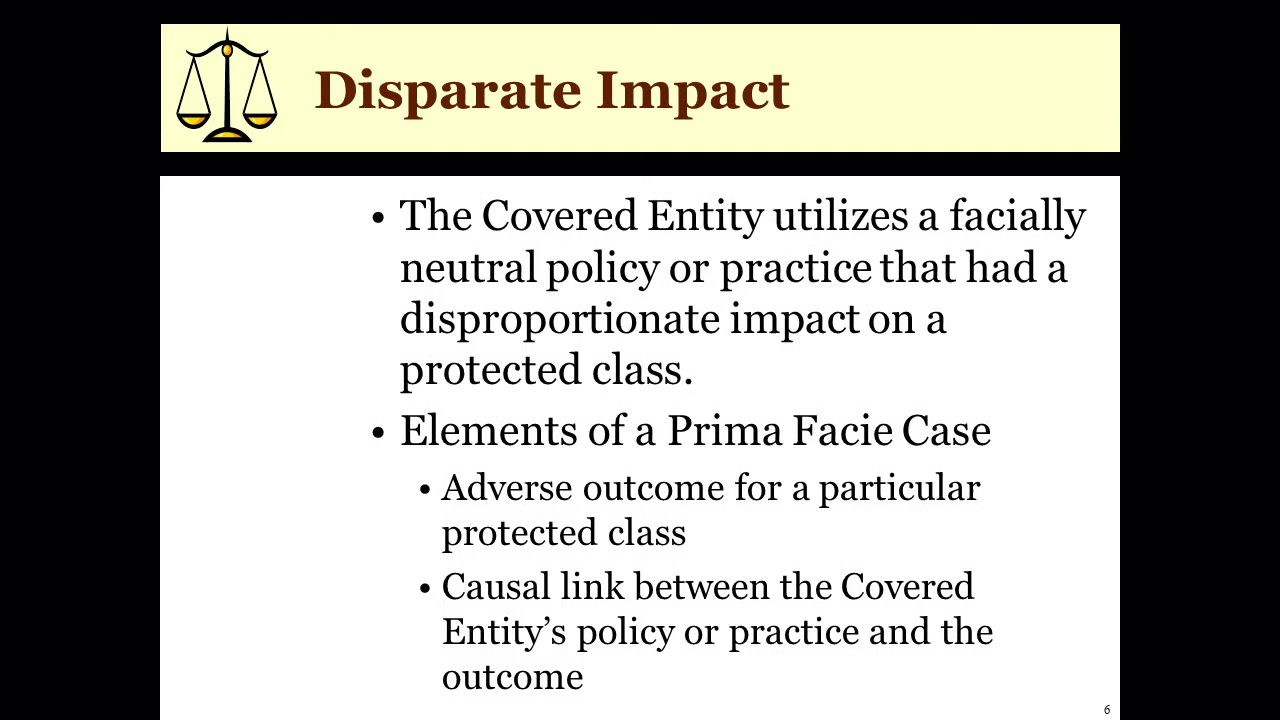 Disparate Impact
• The Covered Entity utilizes a facially
neutral policy or practice that had a
disproportionate impact on a
protected class.
• Elements of a Prima Facie Case
• Adverse outcome for a particular
protected class
• Causal link between the Covered
Entity’s policy or practice and the
outcome
6